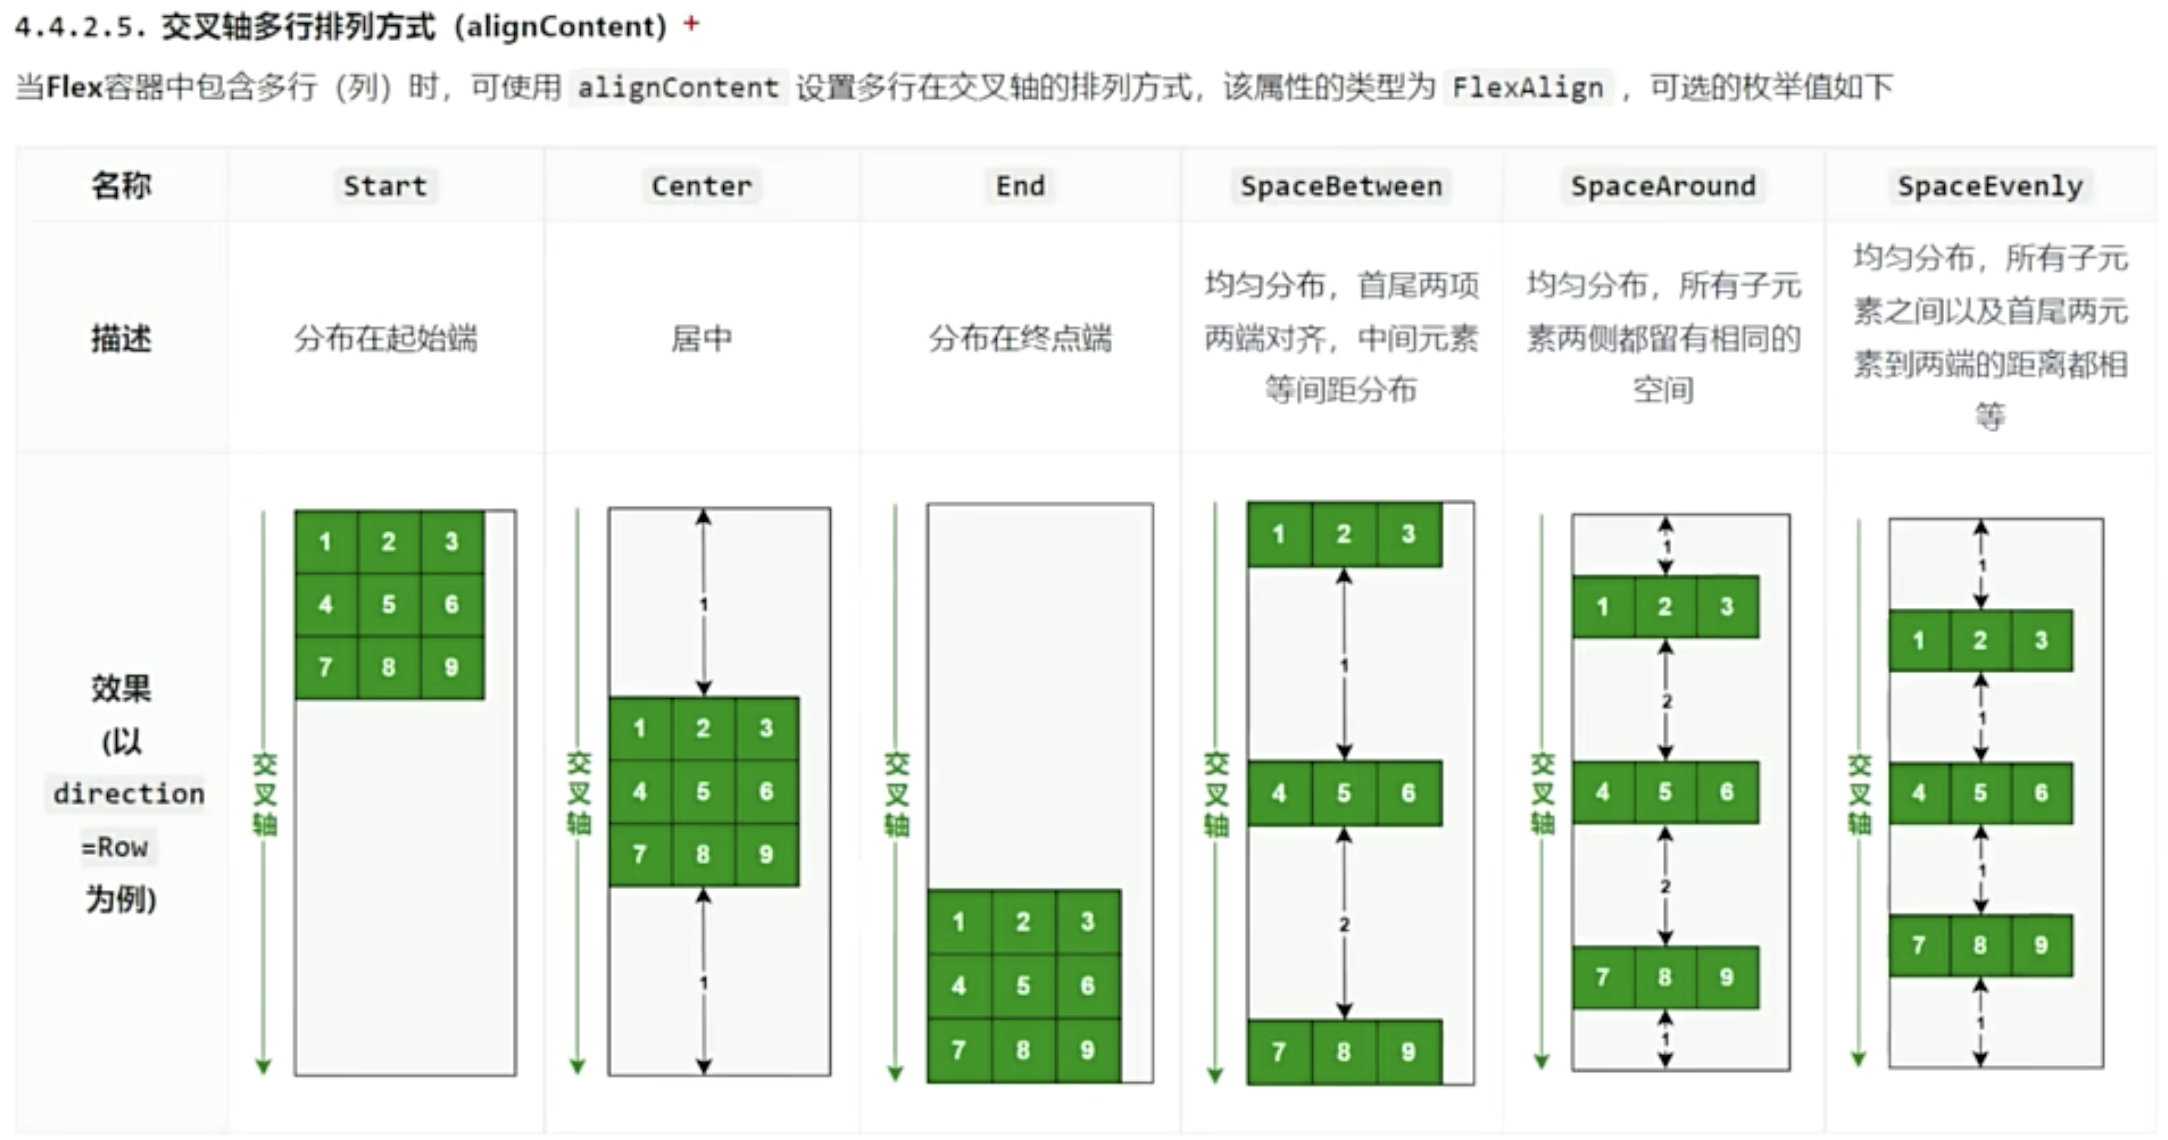 4.4.2.5. 交叉轴多行排列方式（alignContent） +
当Flex容器中包含多行（列）时，可使用 alignContent 设置多行在交叉轴的排列方式，该属性的类型为 FlexAlign ，可选的枚举值如下
名称
Start
Center
End
SpaceBetween
SpaceAround
SpaceEvenly
描述
分布在起始端
居中
分布在终点端
均匀分布，首尾两项
两端对齐，中间元素
等间距分布
均匀分布，所有子元
素两侧都留有相同的
空间
均匀分布，所有子元
素之间以及首尾两元
素到两端的距离都相
等
效果
(以
direction
=Row
为例)
交叉轴
1 2 3
4 5 6
7 8 9
交叉轴
1
1 2 3
4 5 6
7 8 9
1
交叉轴
1 2 3
4 5 6
7 8 9
交叉轴
1 2 3
1
4 5 6
2
7 8 9
交叉轴
1
1 2 3
2
4 5 6
2
7 8 9
1
交叉轴
1
1 2 3
1
4 5 6
1
7 8 9
1